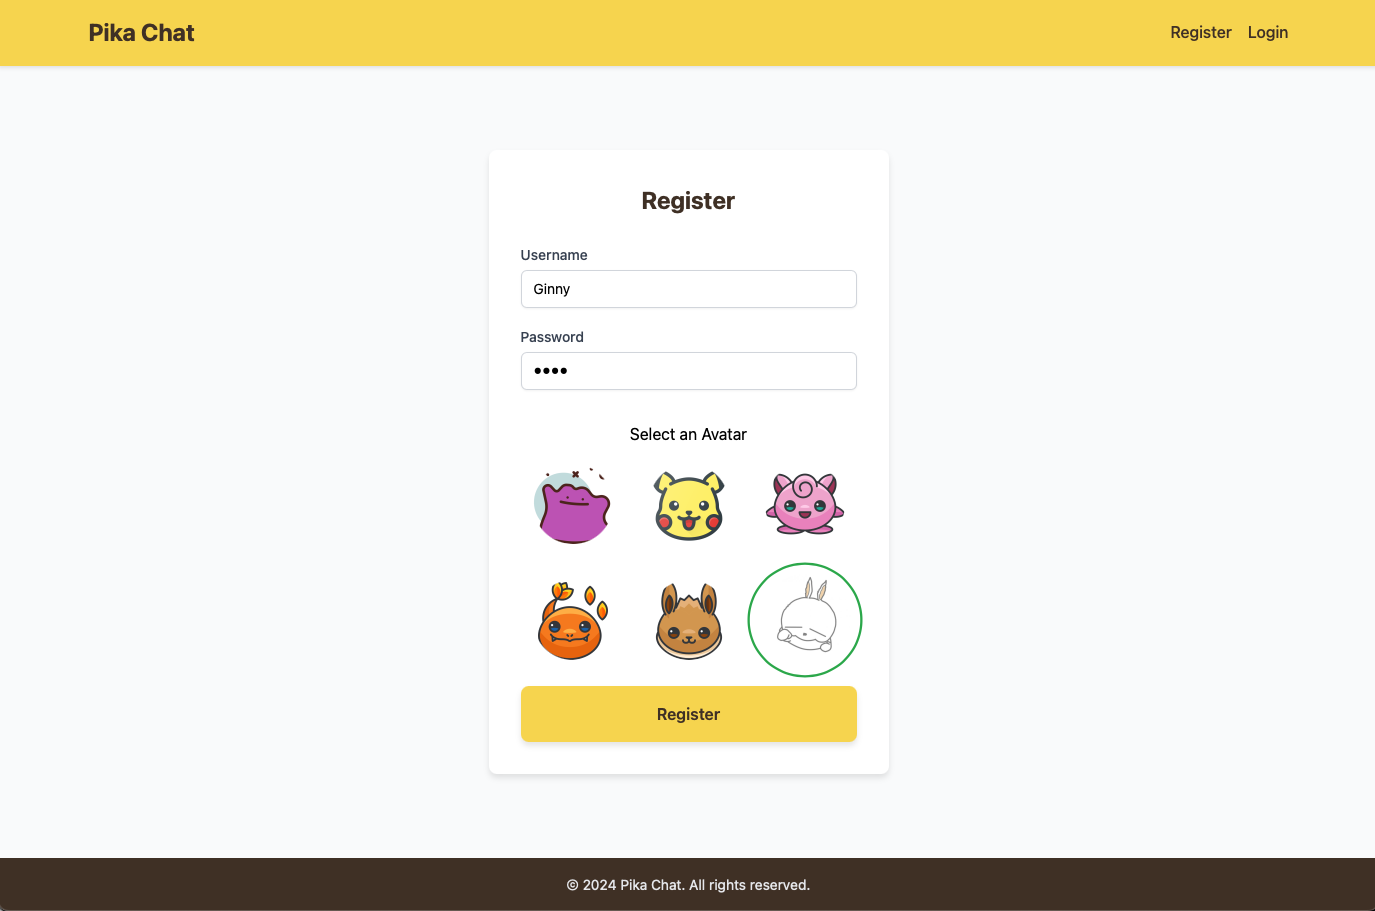 Pika Chat
Register Login
Register
Username
Ginny
Password
••••
Select an Avatar
Register
© 2024 Pika Chat. All rights reserved.